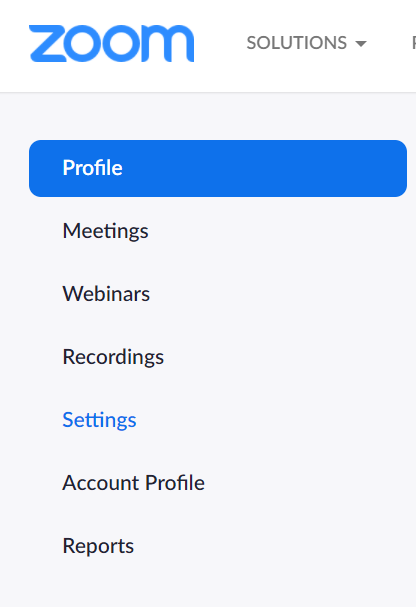 zoom
SOLUTIONS
Profile
Meetings
Webinars
Recordings
Settings
Account Profile
Reports